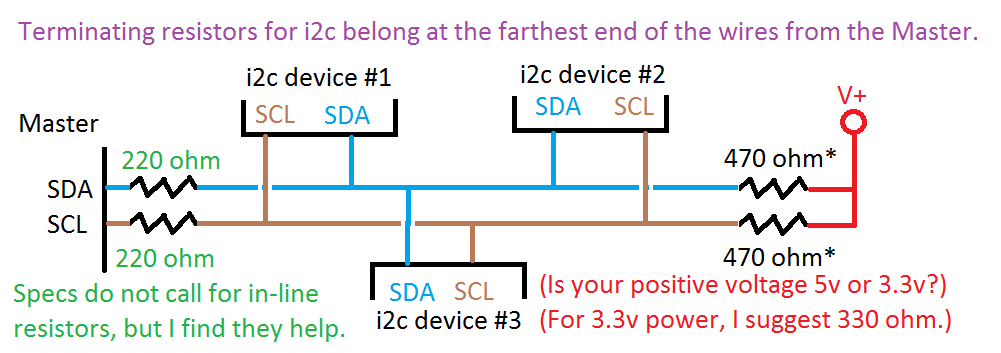 Terminating resistors for i2c belong at the farthest end of the wires from the Master.
i2c device #1
i2c device #2
SCL SDA
SDA SCL
V+
Master
220 ohm
470 ohm*
SDA
SCL
220 ohm
470 ohm*
Specs do not call for in-line
resistors, but I find they help.
SDA SCL
i2c device #3
(Is your positive voltage 5v or 3.3v?)
(For 3.3v power, I suggest 330 ohm.)